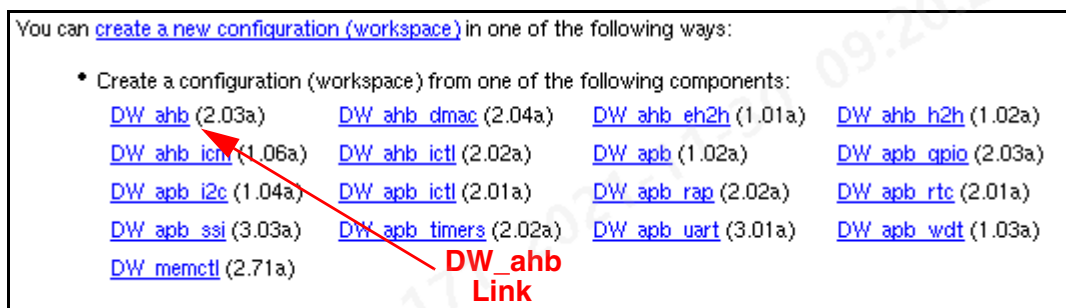 You can create a new configuration (workspace) in one of the following ways:
• Create a configuration (workspace) from one of the following components:
DW_ahb (2.03a) DW_ahb_dmac (2.04a) DW_ahb_eh2h (1.01a) DW_ahb_h2h (1.02a)
DW_ahb_icm (1.06a) DW_ahb_ictl (2.02a) DW_apb (1.02a) DW_apb_gpio (2.03a)
DW_apb_i2c (1.04a) DW_apb_ictl (2.01a) DW_apb_rap (2.02a) DW_apb_rtc (2.01a)
DW_apb_ssi (3.03a) DW_apb_timers (2.02a) DW_apb_uart (3.01a) DW_apb_wdt (1.03a)
DW_memctl (2.71a)
DW_ahb
Link